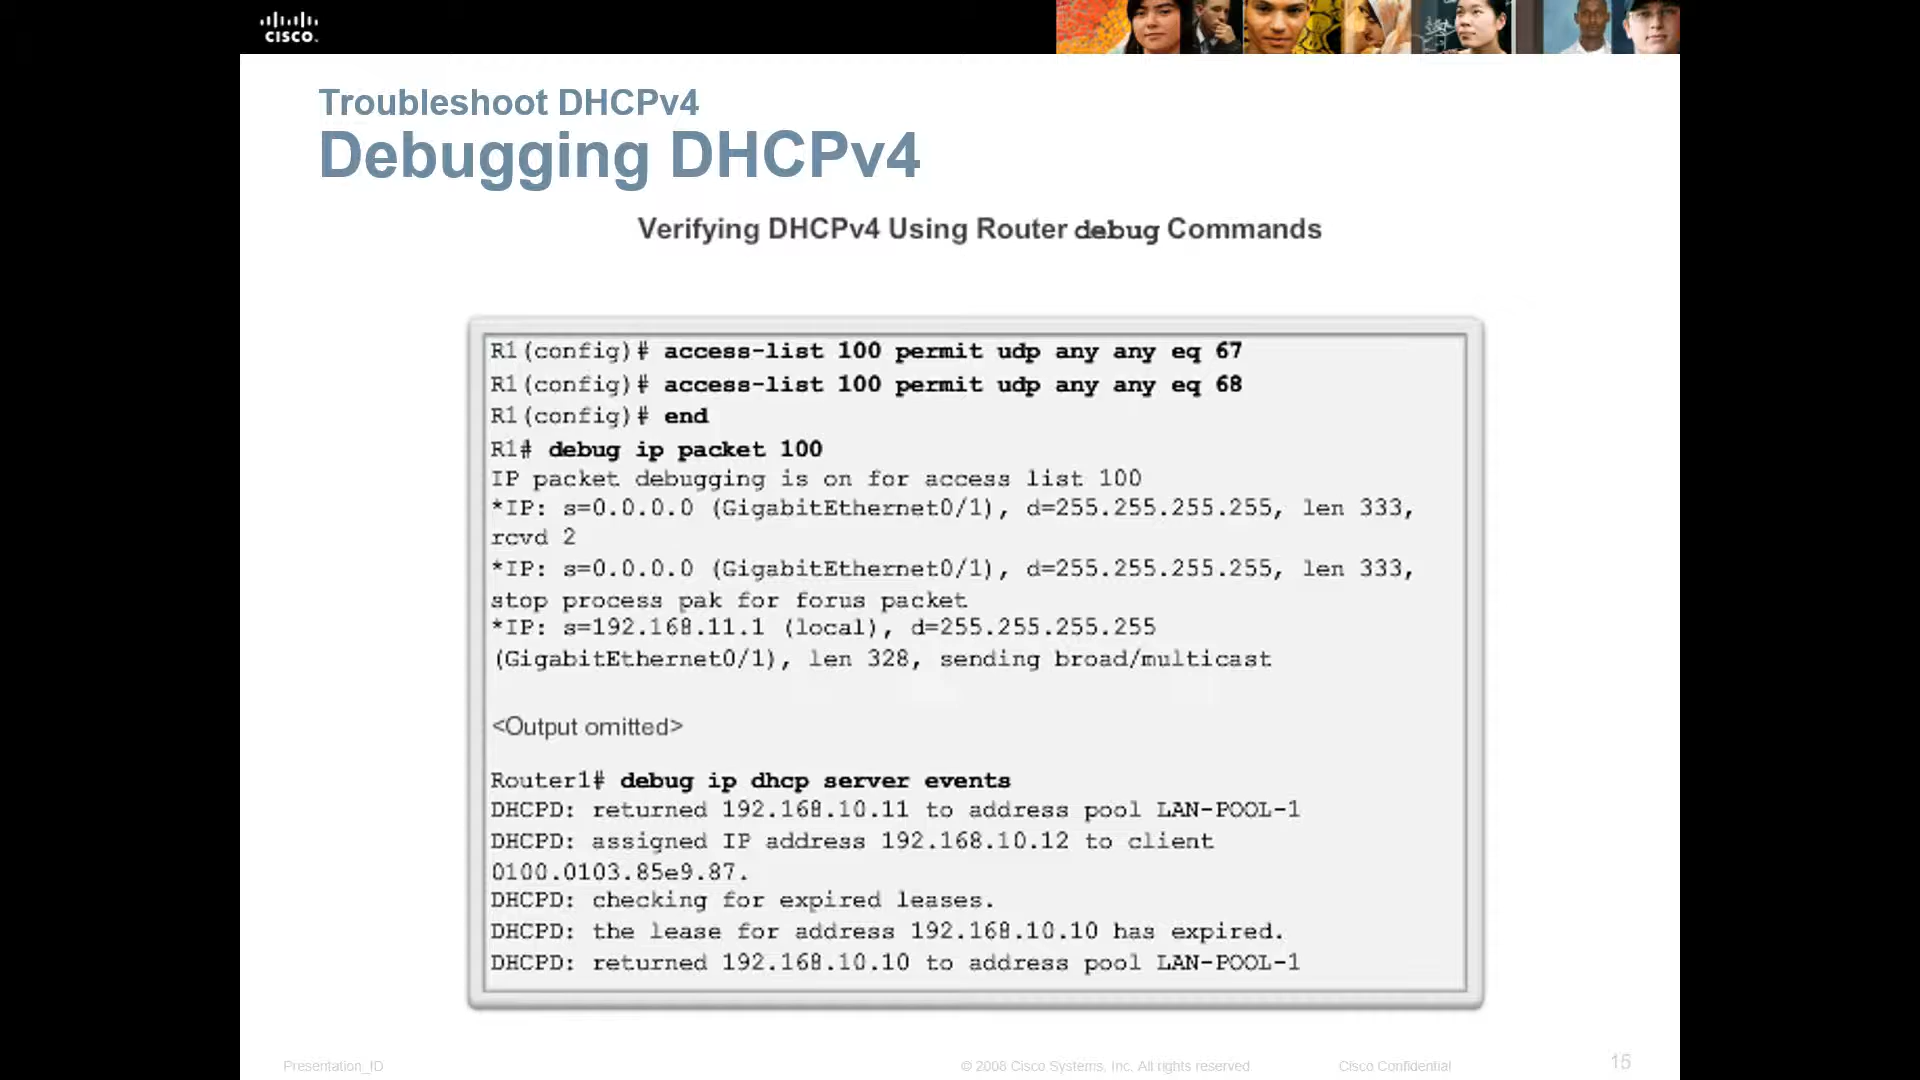 CISCO.
Troubleshoot DHCPv4
Debugging DHCPv4
Verifying DHCPv4 Using Router debug Commands
R1(config)# access-list 100 permit udp any any eq 67
R1(config)# access-list 100 permit udp any any eq 68
R1(config)# end
R1# debug ip packet 100
IP packet debugging is on for access list 100
*IP: s=0.0.0.0 (GigabitEthernet0/1), d=255.255.255.255, len 333,
rcvd 2
*IP: s=0.0.0.0 (GigabitEthernet0/1), d=255.255.255.255, len 333,
stop process pak for forus packet
*IP: s=192.168.11.1 (local), d=255.255.255.255
(GigabitEthernet0/1), len 328, sending broad/multicast
<Output omitted>
Router1# debug ip dhcp server events
DHCPD: returned 192.168.10.11 to address pool LAN-POOL-1
DHCPD: assigned IP address 192.168.10.12 to client
0100.0103.85e9.87.
DHCPD: checking for expired leases.
DHCPD: the lease for address 192.168.10.10 has expired.
DHCPD: returned 192.168.10.10 to address pool LAN-POOL-1
Presentation_ID © 2008 Cisco Systems, Inc. All rights reserved. Cisco Confidential 15